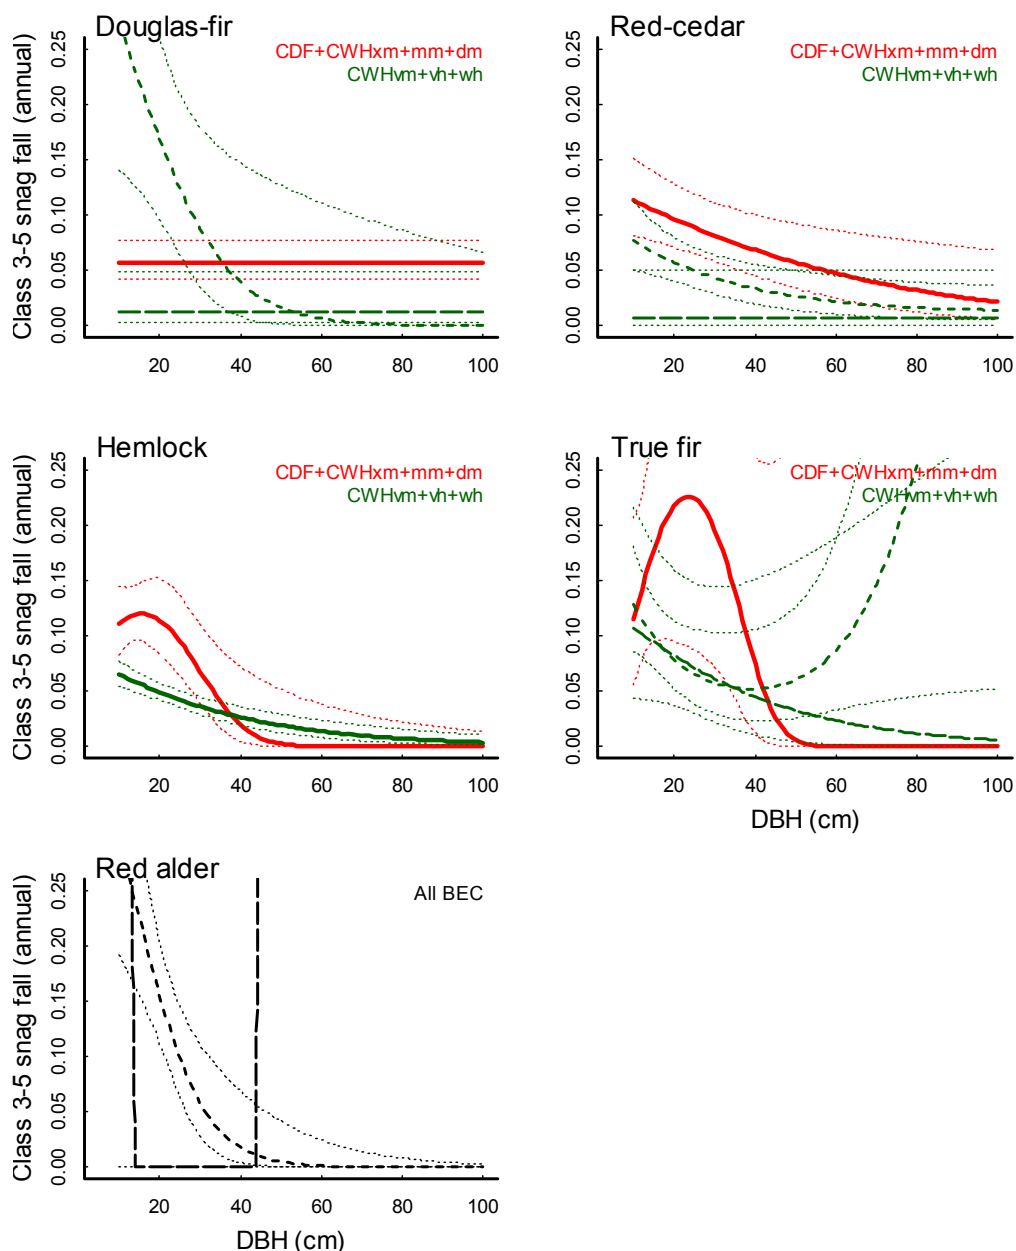 Douglas-fir
CDF+CWHxm+mm+dm
CWHvm+vh+wh
Class 3-5 snag fall (annual)
0.25
0.20
0.15
0.10
0.05
0.00
20 40 60 80 100
Red-cedar
CDF+CWHxm+mm+dm
CWHvm+vh+wh
0.25
0.20
0.15
0.10
0.05
0.00
20 40 60 80 100
Hemlock
CDF+CWHxm+mm+dm
CWHvm+vh+wh
Class 3-5 snag fall (annual)
0.25
0.20
0.15
0.10
0.05
0.00
20 40 60 80 100
True fir
CDF+CWHxm+mm+dm
CWHvm+vh+wh
0.25
0.20
0.15
0.10
0.05
0.00
20 40 60 80 100
DBH (cm)
Red alder
All BEC
Class 3-5 snag fall (annual)
0.25
0.20
0.15
0.10
0.05
0.00
20 40 60 80 100
DBH (cm)